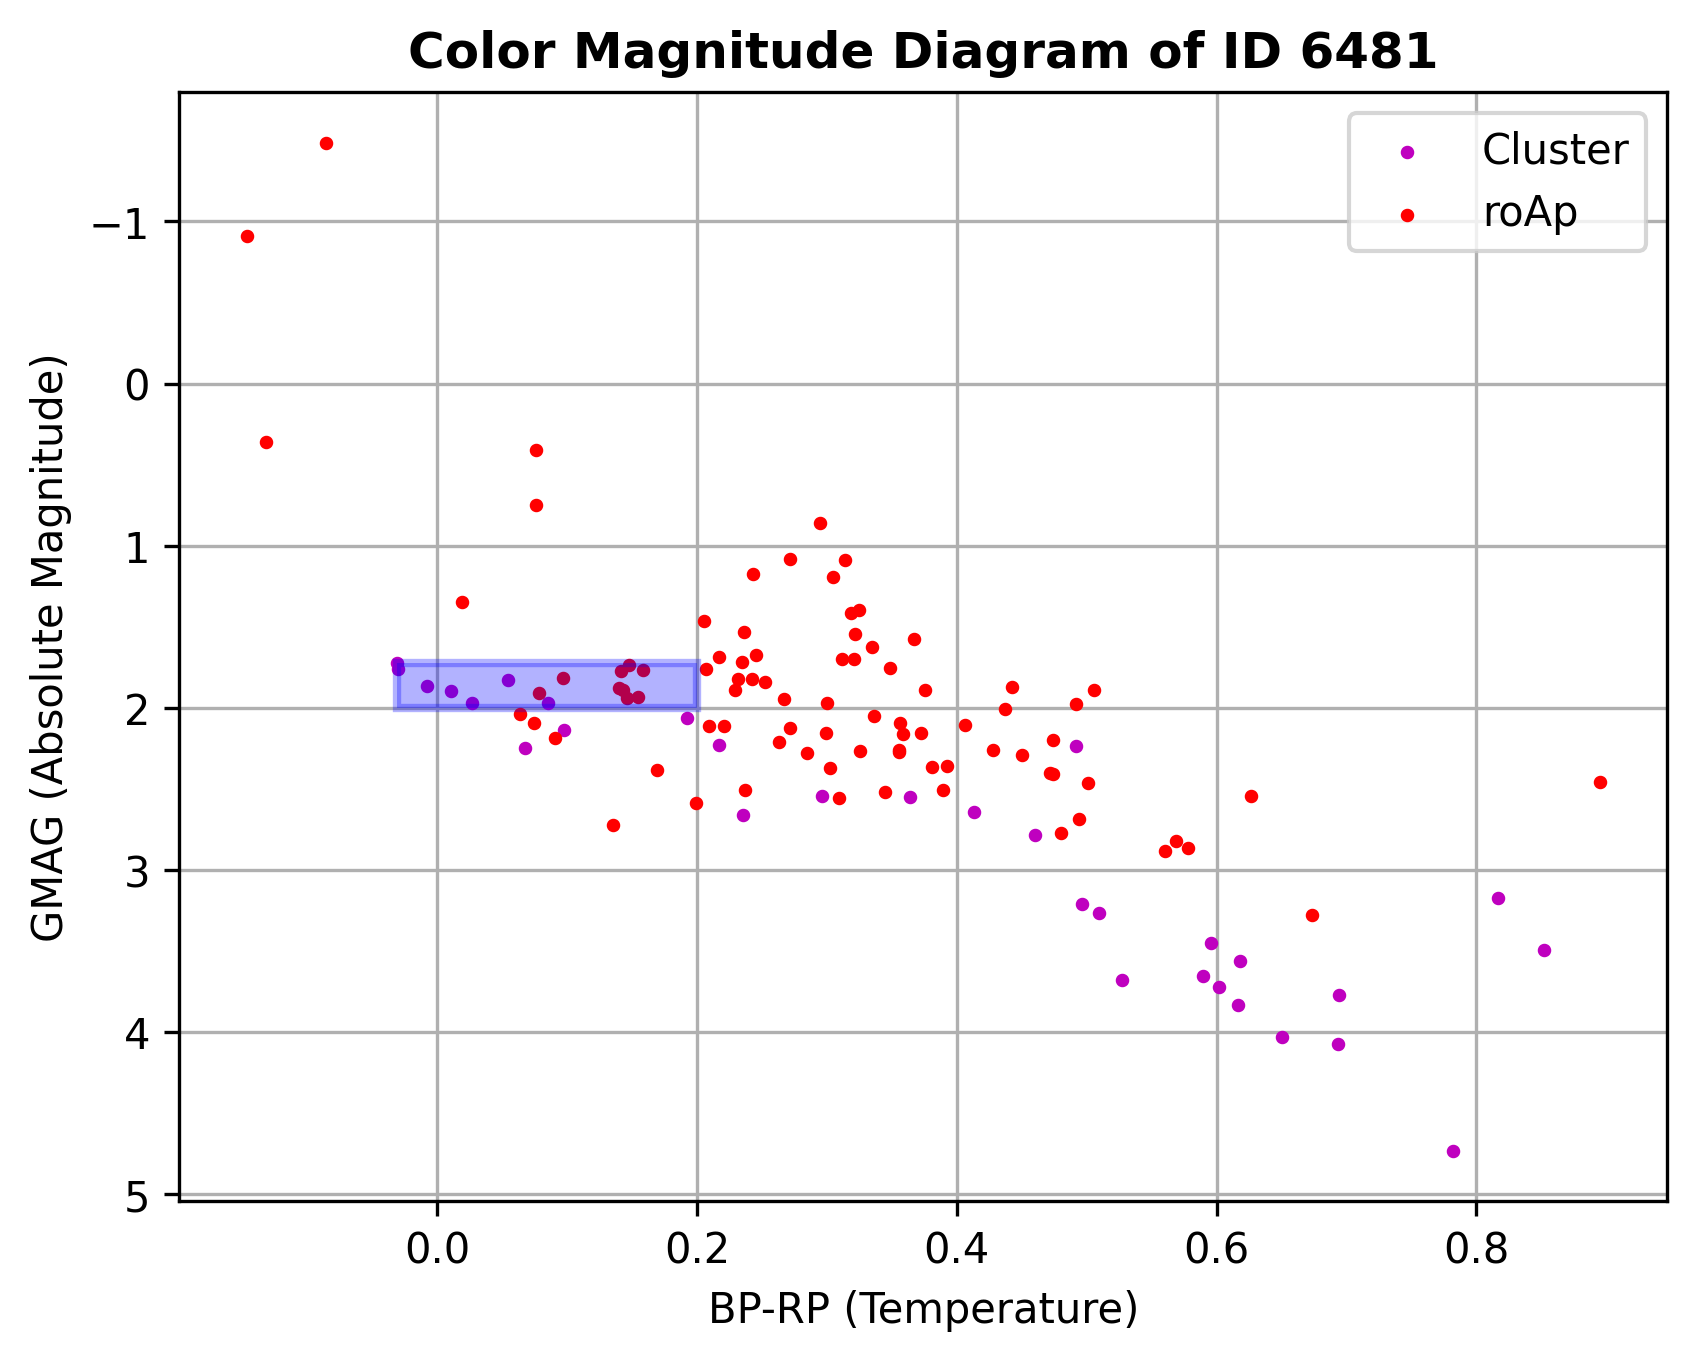 Color Magnitude Diagram of ID 6481
Cluster
roAp
−1
0
1
2
3
4
5
GMAG (Absolute Magnitude)
0.0 0.2 0.4 0.6 0.8
BP-RP (Temperature)